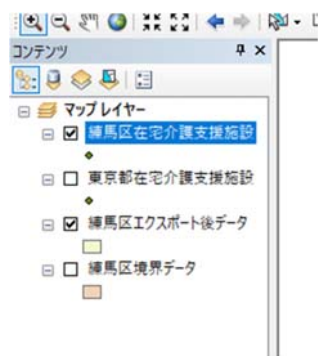 コンテンツ
マップ レイヤー
練馬区在宅介護支援施設
東京都在宅介護支援施設
練馬区エクスポート後データ
練馬区境界データ